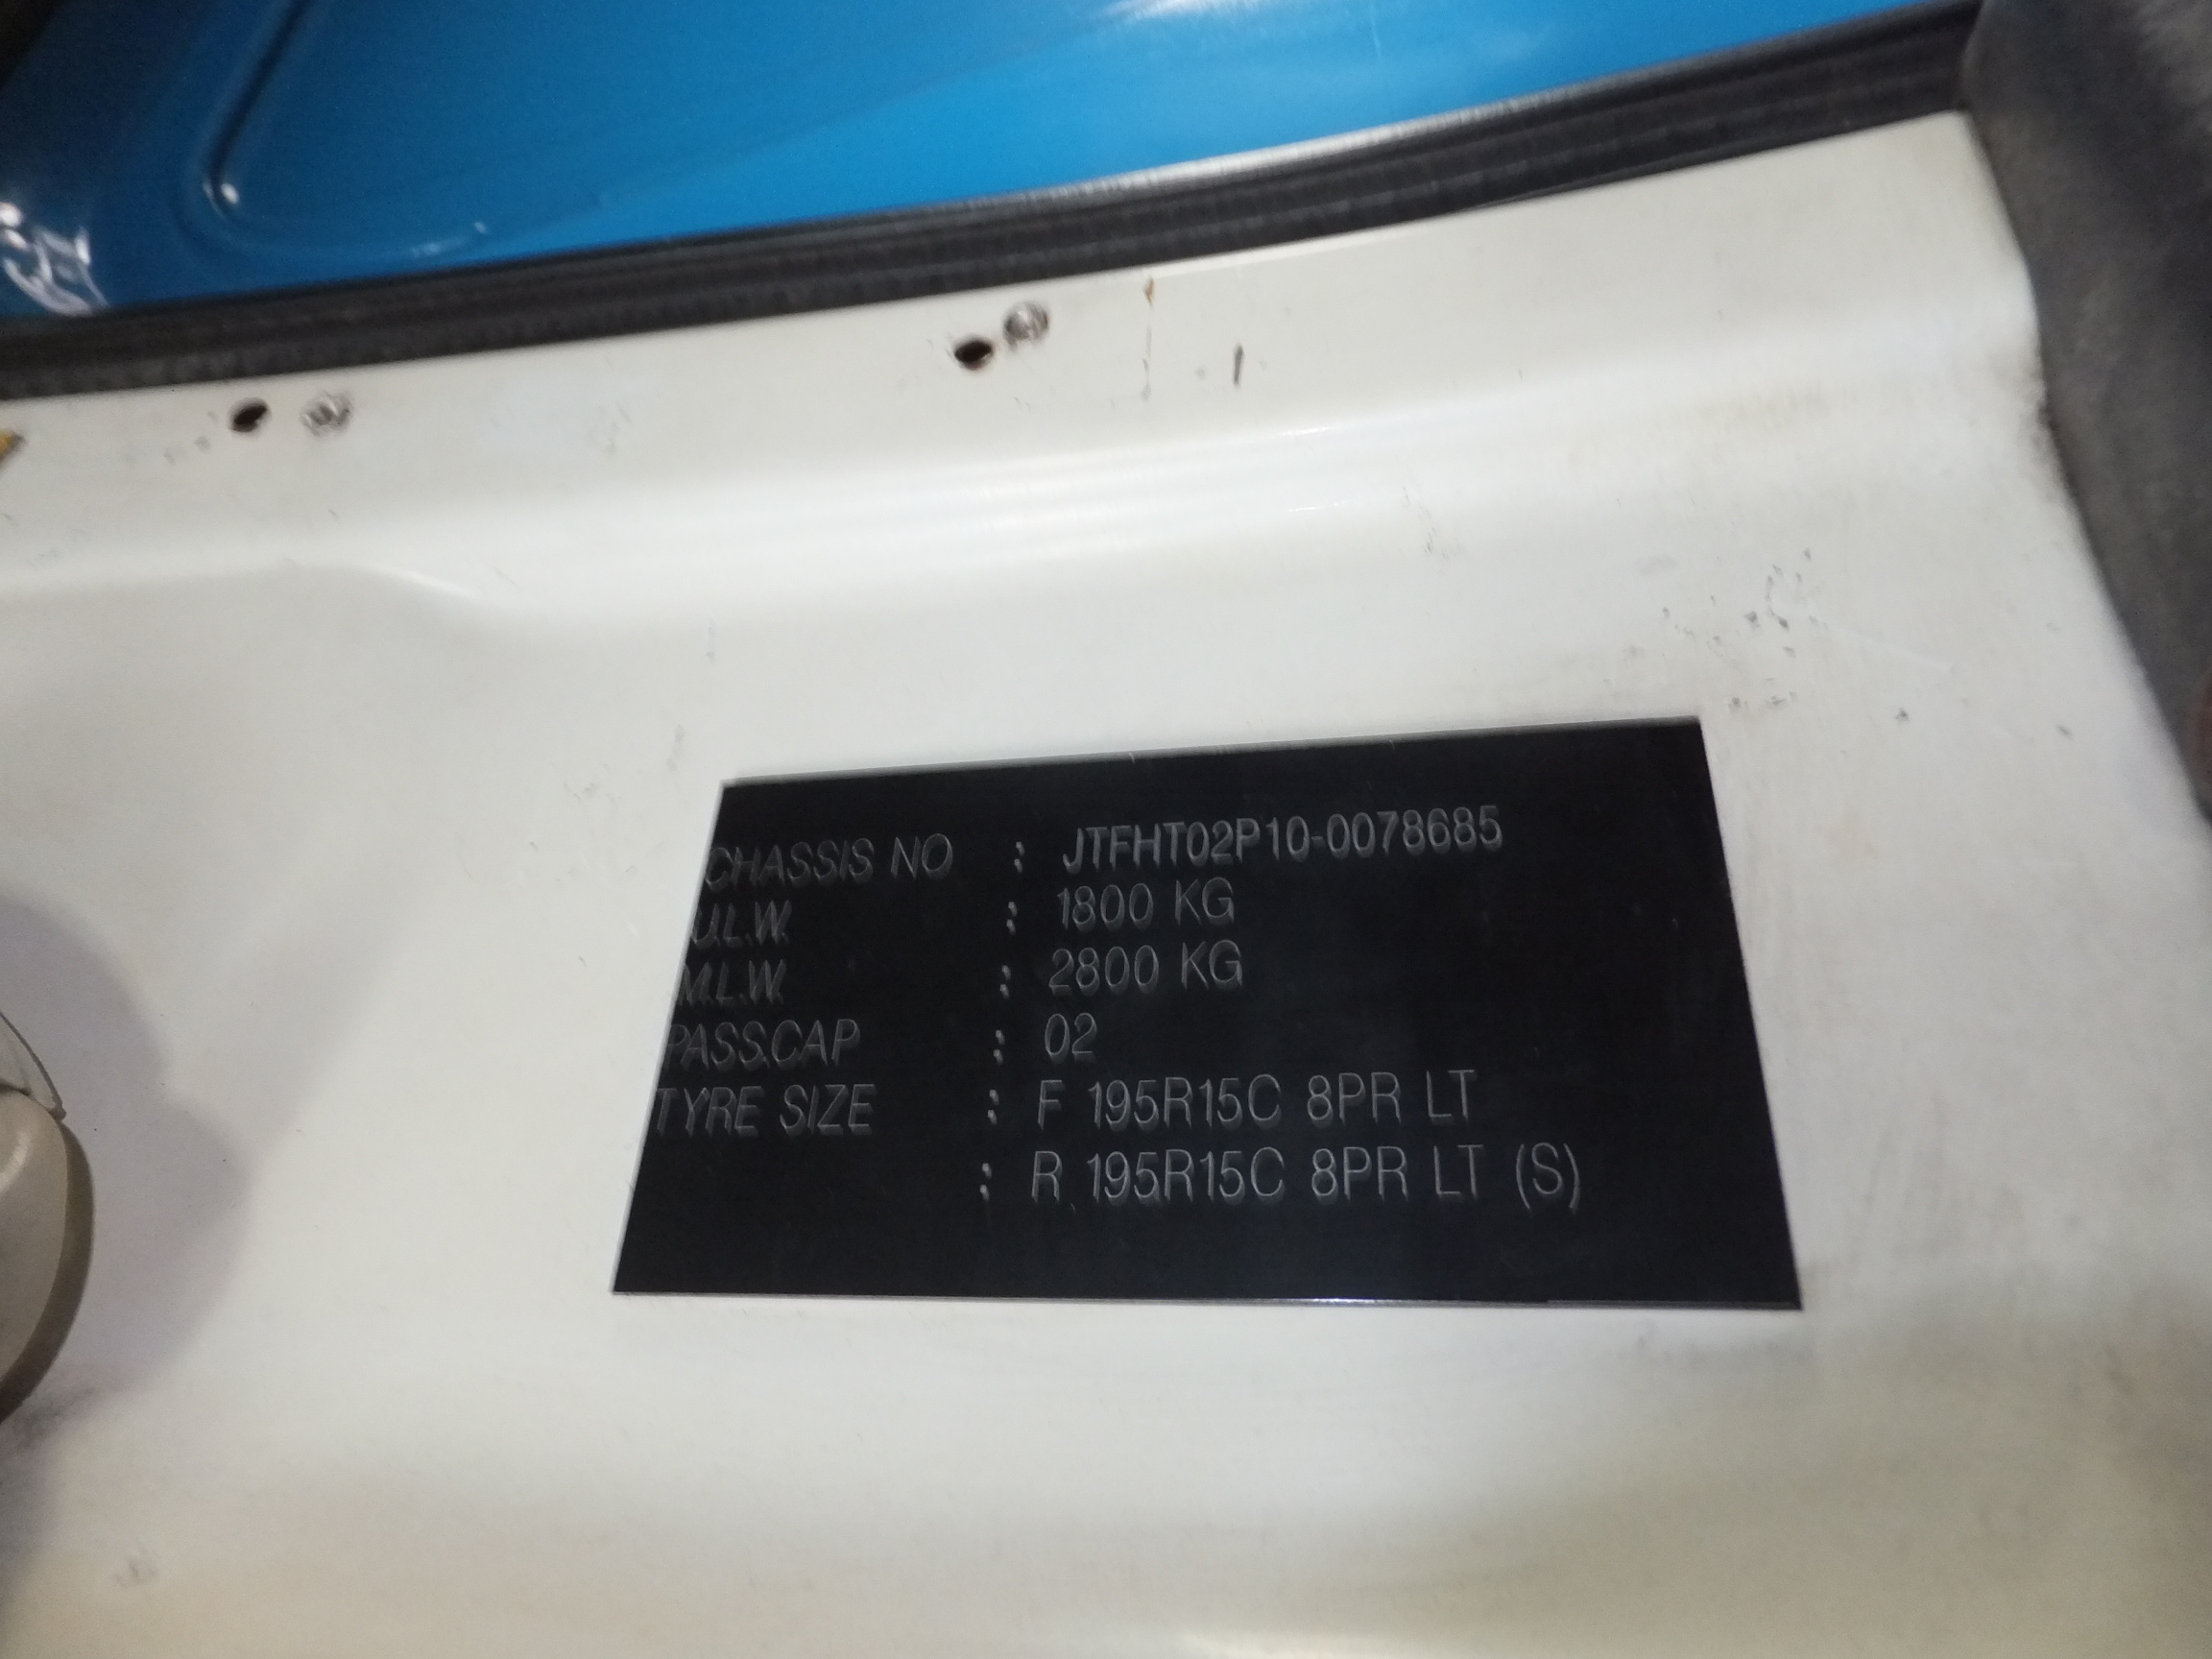 CHASSIS NO : JTFHT02P10-0078685
U.L.W. : 1800 KG
M.L.W. : 2800 KG
PASS.CAP : 02
TYRE SIZE : F 195R15C 8PR LT
: R 195R15C 8PR LT (S)